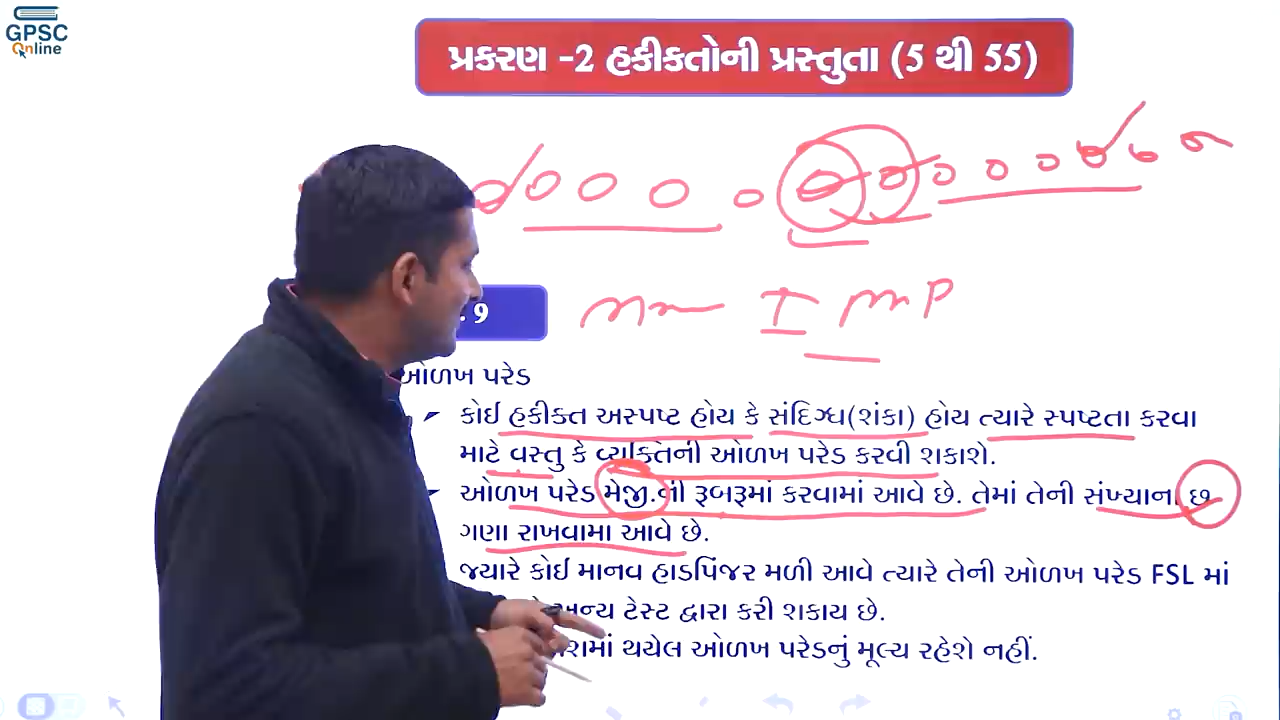 GPSC
Online
પ્રકરણ -2 હકીકતોની પ્રસ્તુતા (5 થી 55)
. 9
IMP
ઓળખ પરેડ
કોઈ હકીકત અસ્પષ્ટ હોય કે સંદિગ્ધ(શંકા) હોય ત્યારે સ્પષ્ટતા કરવા
માટે વસ્તુ કે વ્યક્તિની ઓળખ પરેડ કરવી શકાશે.
ઓળખ પરેડ મેજી.ની રૂબરૂમાં કરવામાં આવે છે. તેમાં તેની સંખ્યાના છ
ગણા રાખવામા આવે છે.
જ્યારે કોઈ માનવ હાડપિંજર મળી આવે ત્યારે તેની ઓળખ પરેડ FSL માં
અન્ય ટેસ્ટ દ્વારા કરી શકાય છે.
થયેલ ઓળખ પરેડનું મૂલ્ય રહેશે નહીં.